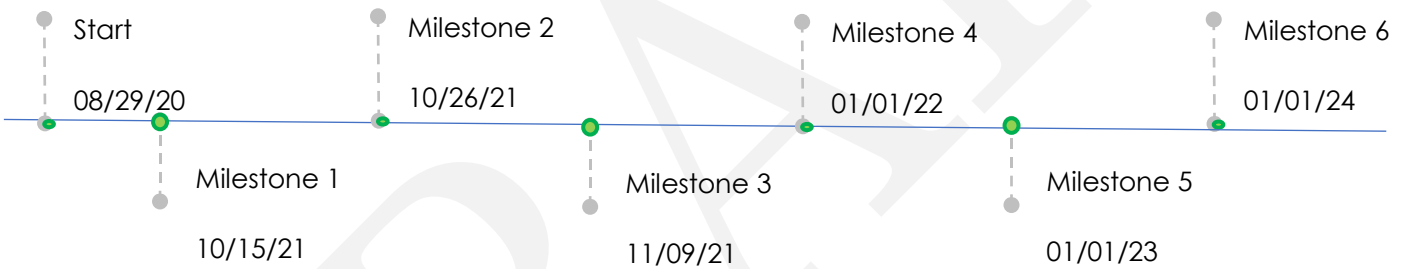 Start
08/29/20
Milestone 1
10/15/21
Milestone 2
10/26/21
Milestone 3
11/09/21
Milestone 4
01/01/22
Milestone 5
01/01/23
Milestone 6
01/01/24